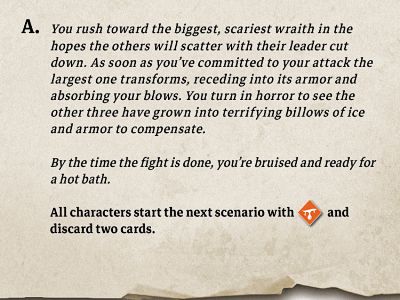 A. You rush toward the biggest, scariest wraith in the
hopes the others will scatter with their leader cut
down. As soon as you've committed to your attack the
largest one transforms, receding into its armor and
absorbing your blows. You turn in horror to see the
other three have grown into terrifying billows of ice
and armor to compensate.
By the time the fight is done, you're bruised and ready for
a hot bath.
All characters start the next scenario with and
discard two cards.